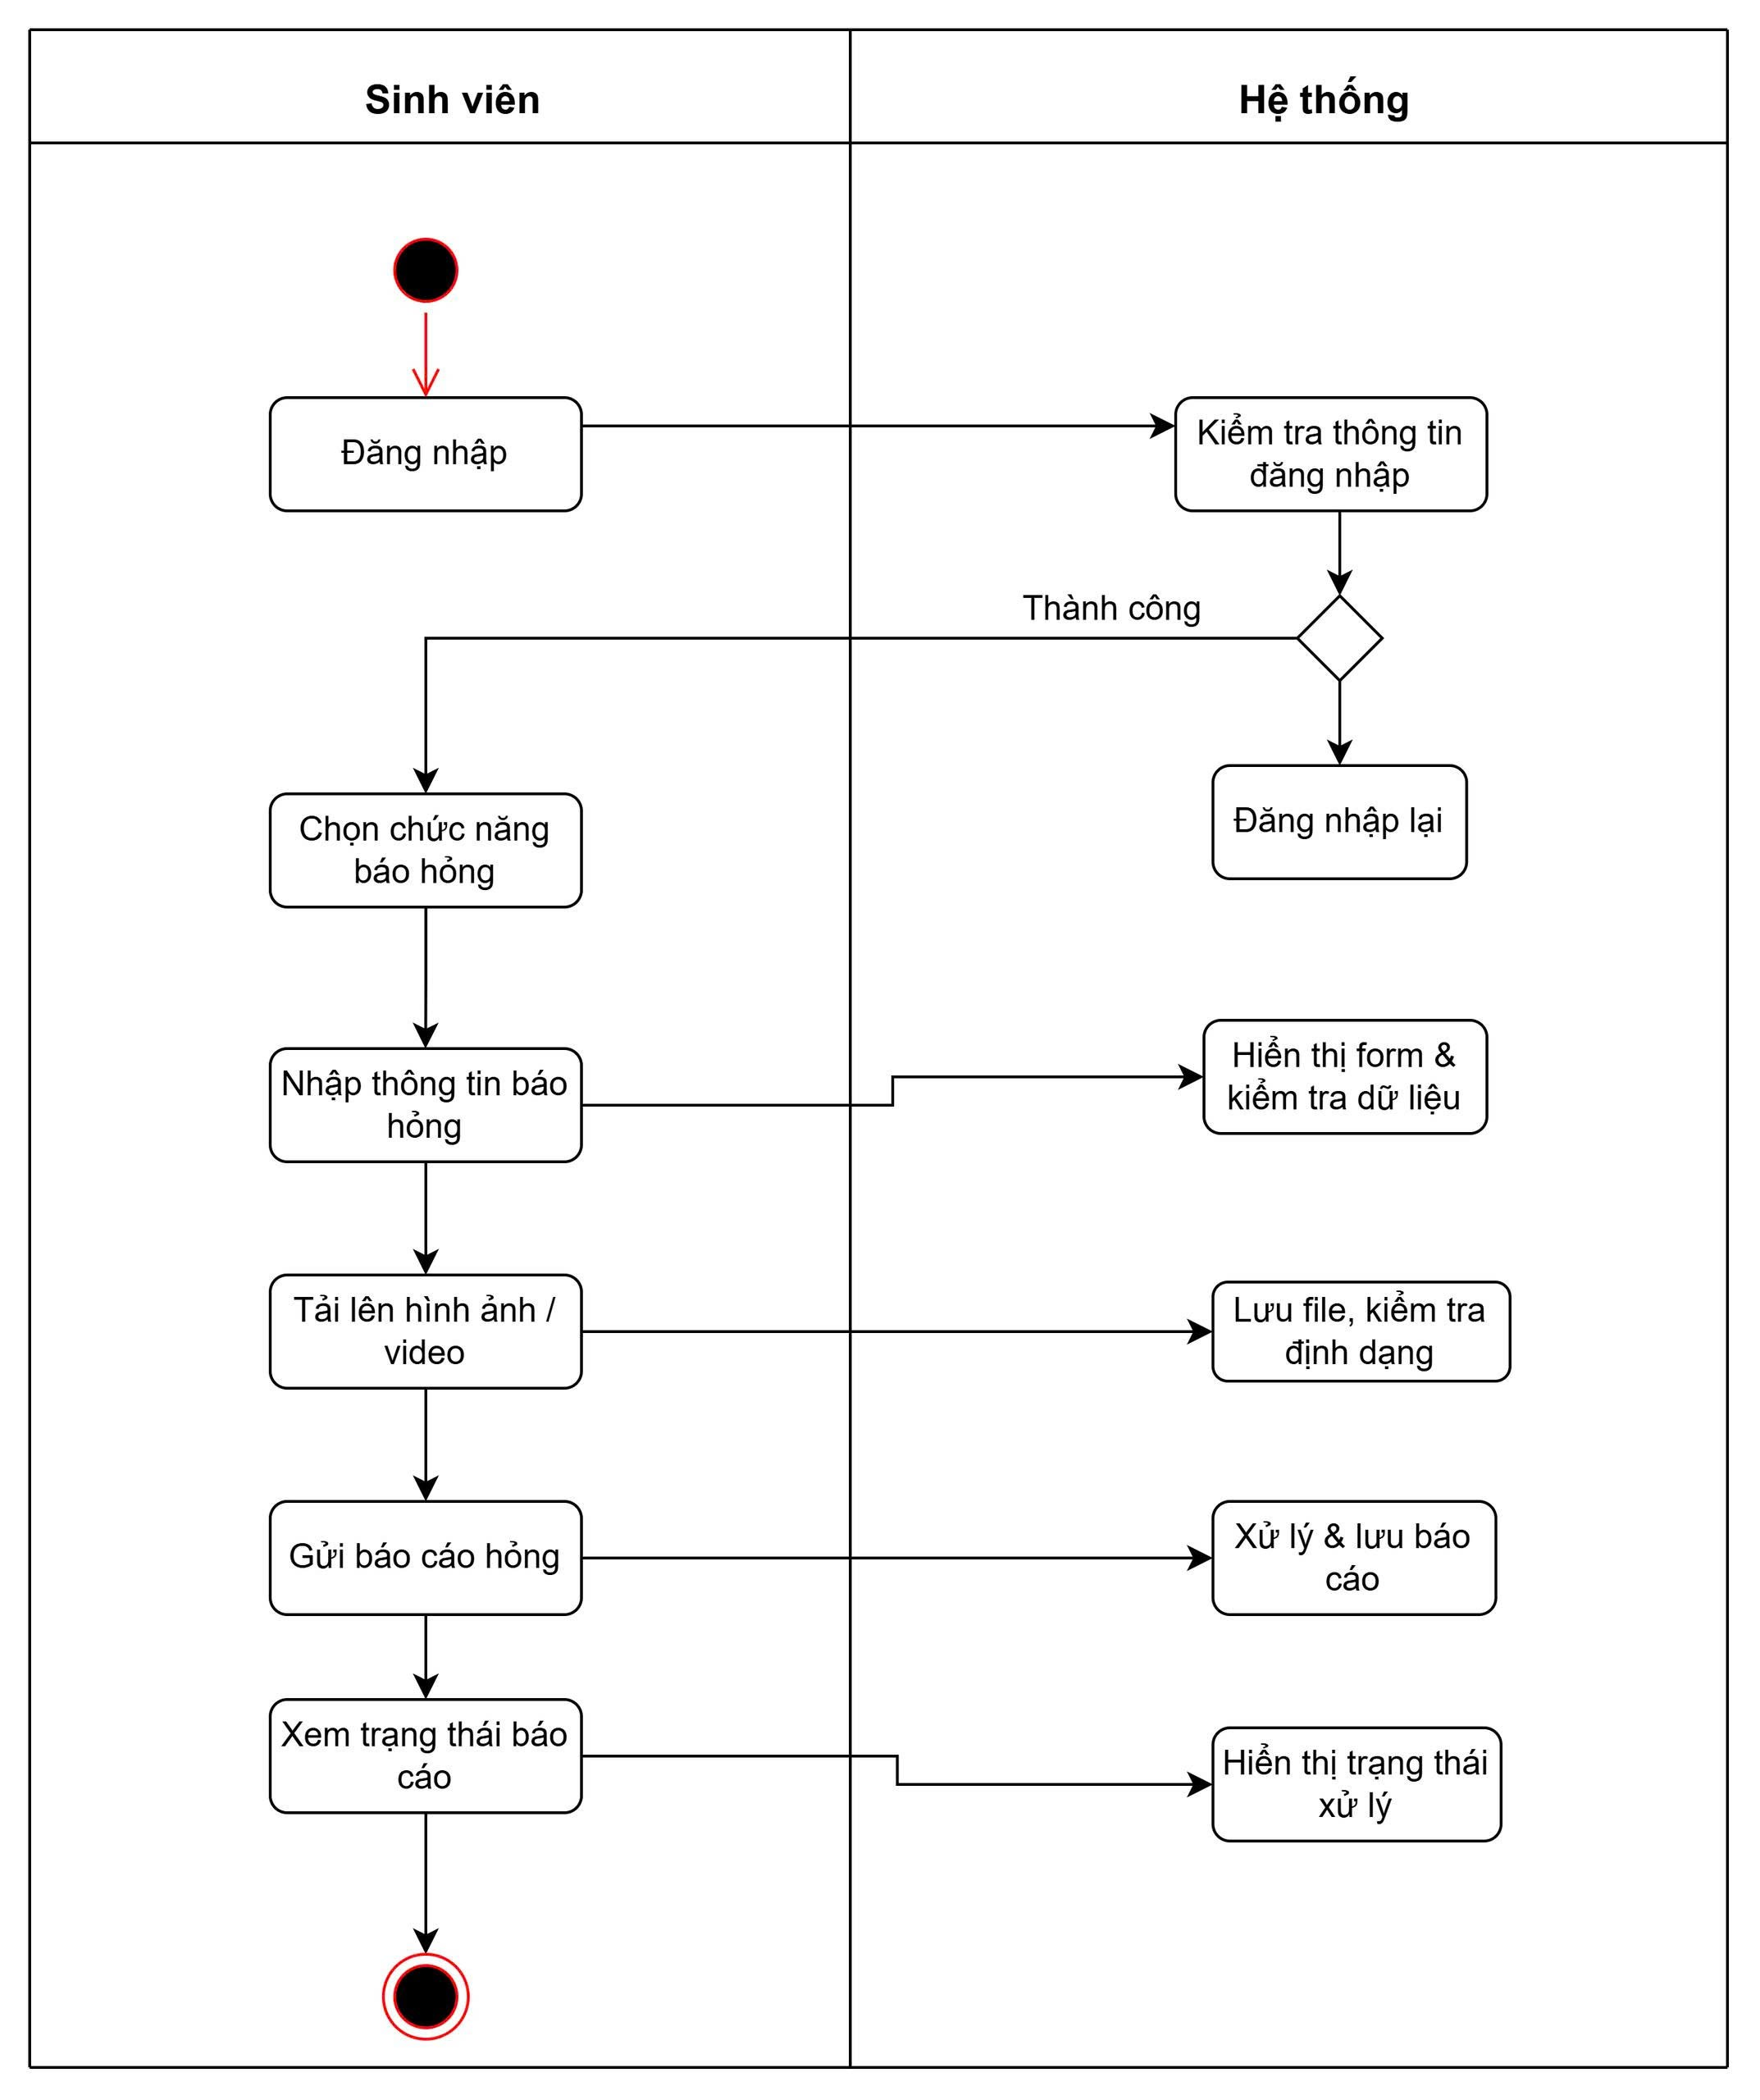 Sinh viên
Hệ thống
Đăng nhập
Kiểm tra thông tin
đăng nhập
Thành công
Đăng nhập lại
Chọn chức năng
báo hỏng
Nhập thông tin báo
hỏng
Hiển thị form &
kiểm tra dữ liệu
Tải lên hình ảnh /
video
Lưu file, kiểm tra
định dạng
Gửi báo cáo hỏng
Xử lý & lưu báo
cáo
Xem trạng thái báo
cáo
Hiển thị trạng thái
xử lý